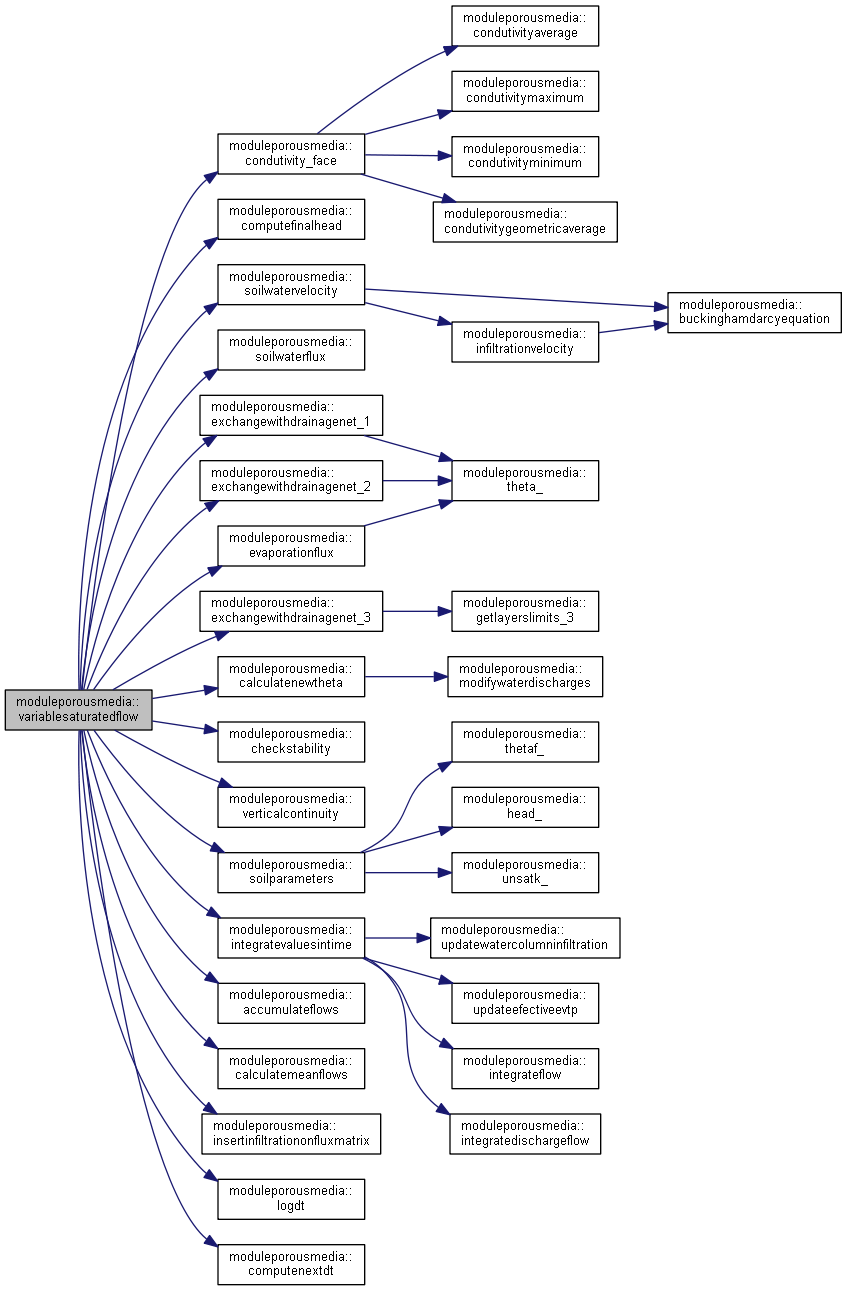 moduleporousmedia::
variablesaturatedflow
moduleporousmedia::
condutivity_face
moduleporousmedia::
computefinalhead
moduleporousmedia::
soilwatervelocity
moduleporousmedia::
soilwaterflux
moduleporousmedia::
exchangewithdrainagenet_1
moduleporousmedia::
exchangewithdrainagenet_2
moduleporousmedia::
evaporationflux
moduleporousmedia::
exchangewithdrainagenet_3
moduleporousmedia::
calculatenewtheta
moduleporousmedia::
checkstability
moduleporousmedia::
verticalcontinuity
moduleporousmedia::
soilparameters
moduleporousmedia::
integratevaluesintime
moduleporousmedia::
accumulateflows
moduleporousmedia::
calculatemeanflows
moduleporousmedia::
insertinfiltrationonfluxmatrix
moduleporousmedia::
logdt
moduleporousmedia::
computenextdt
moduleporousmedia::
condutivityaverage
moduleporousmedia::
condutivitymaximum
moduleporousmedia::
condutivityminimum
moduleporousmedia::
condutivitygeometricaverage
moduleporousmedia::
infiltrationvelocity
moduleporousmedia::
theta_
moduleporousmedia::
getlayerslimits_3
moduleporousmedia::
modifywaterdischarges
moduleporousmedia::
thetaf_
moduleporousmedia::
head_
moduleporousmedia::
unsatk_
moduleporousmedia::
updatewatercolumninfiltration
moduleporousmedia::
updateefectiveevtp
moduleporousmedia::
integrateflow
moduleporousmedia::
integratedischargeflow
moduleporousmedia::
buckinghamdarcyequation